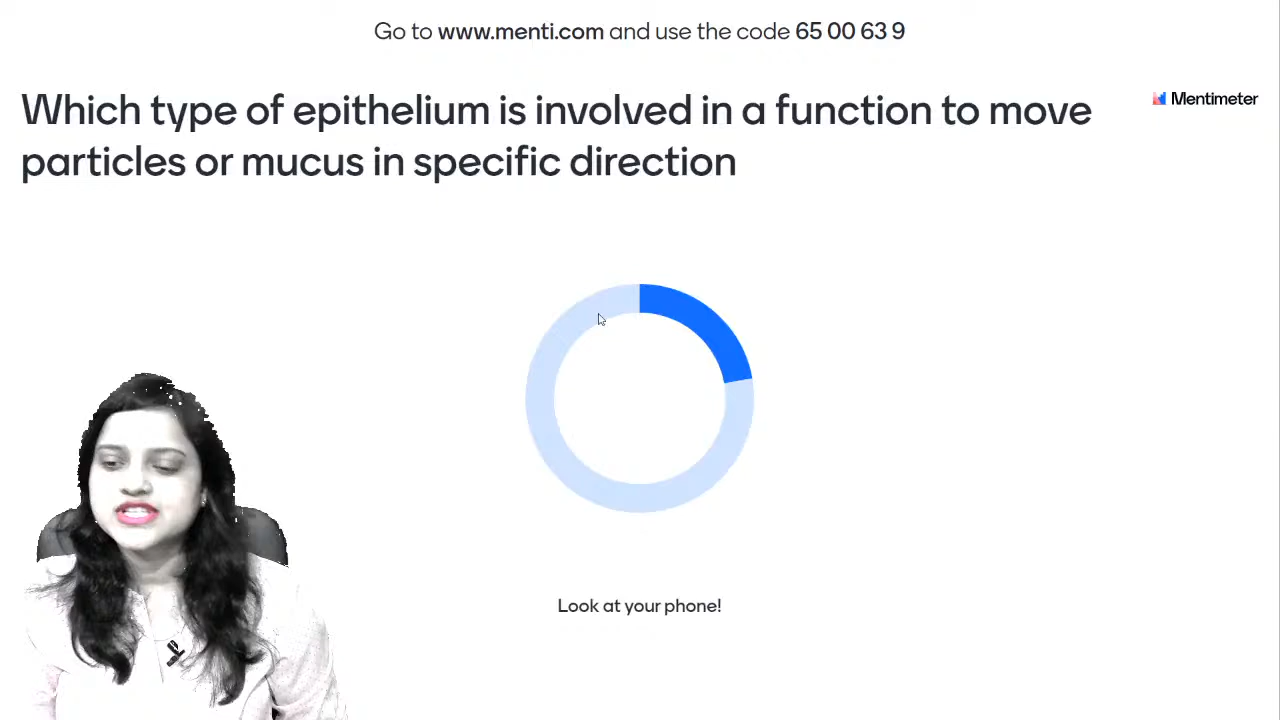 Go to www.menti.com and use the code 65 00 63 9
Which type of epithelium is involved in a function to move
particles or mucus in specific direction
Mentimeter
Look at your phone!